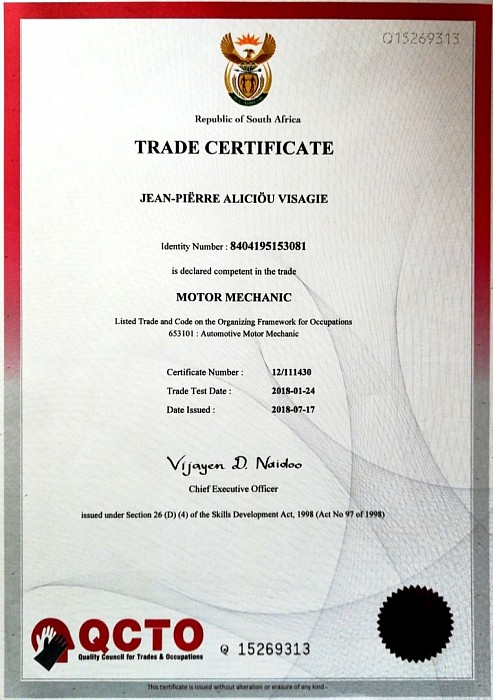 Q15269313
Republic of South Africa
TRADE CERTIFICATE
JEAN-PIËRRE ALICIÖU VISAGIE
Identity Number : 8404195153081
is declared competent in the trade
MOTOR MECHANIC
Listed Trade and Code on the Organizing Framework for Occupations
653101 : Automotive Motor Mechanic
Certificate Number : 12/111430
Trade Test Date : 2018-01-24
Date Issued : 2018-07-17
Vijayen D. Naidoo
Chief Executive Officer
issued under Section 26 (D) (4) of the Skills Development Act, 1998 (Act No 97 of 1998)
QCTO
Quality Council for Trades & Occupations
Q 15269313
This certificate is issued without alteration or erasure of any kind.